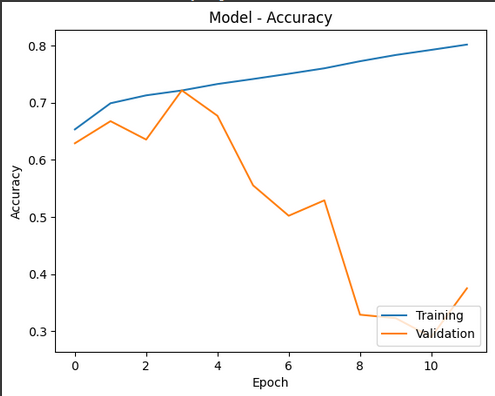 Model - Accuracy
Accuracy
0.8
0.7
0.6
0.5
0.4
0.3
Training
Validation
0 2 4 6 8 10
Epoch